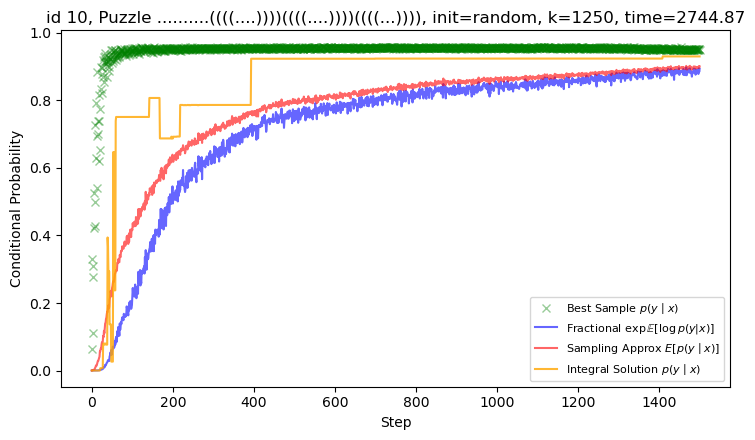 id 10, Puzzle ..........((((....))))((((....))))((((...)))), init=random, k=1250, time=2744.87
Conditional Probability
1.0
0.8
0.6
0.4
0.2
0.0
Best Sample p(y | x)
Fractional exp𝔼[log p(y|x)]
Sampling Approx E[p(y | x)]
Integral Solution p(y | x)
0 200 400 600 800 1000 1200 1400
Step